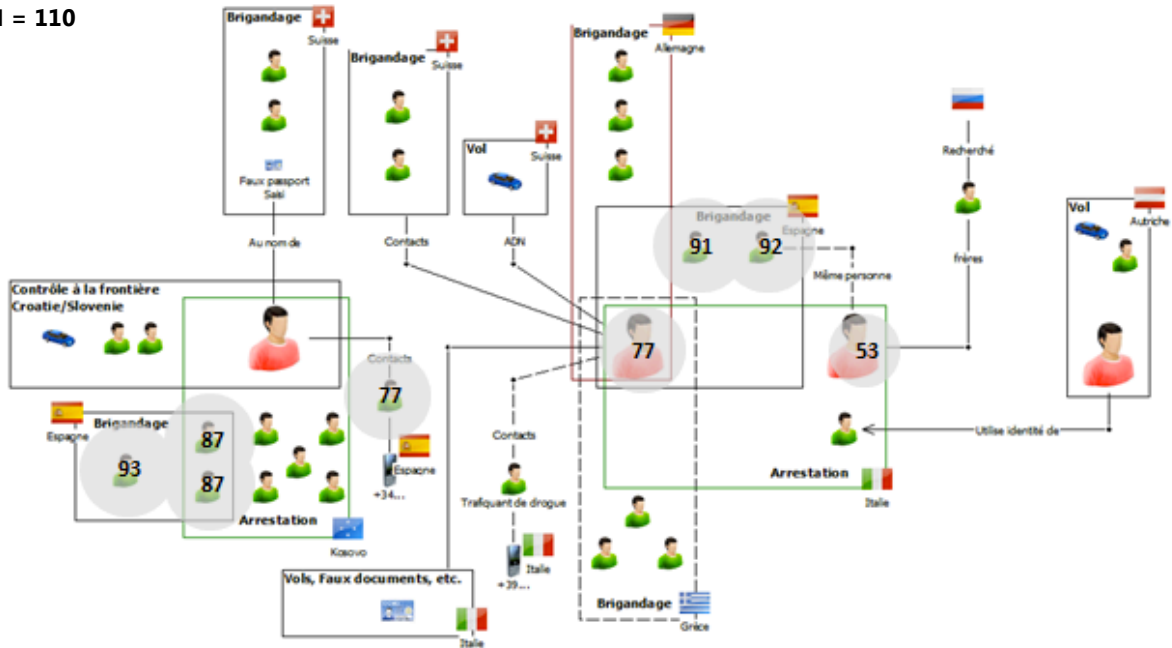 = 110
Brigandage
Suisse
Faux passport
Saisi
Au nom de
Brigandage
Suisse
Contacts
Vol
Suisse
ADN
Brigandage
Allemagne
Brigandage
Espagne
91
92
Même personne
Recherché
frères
Vol
Autriche
Utilise identité de
Contrôle à la frontière
Croatie/Slovenie
Contacts
77
Espagne
+34...
77
53
Espagne
Brigandage
93
87
87
Arrestation
Kosovo
Contacts
Trafiquant de drogue
Italie
+39...
Arrestation
Italie
Vols, Faux documents, etc.
Italie
Brigandage
Grèce